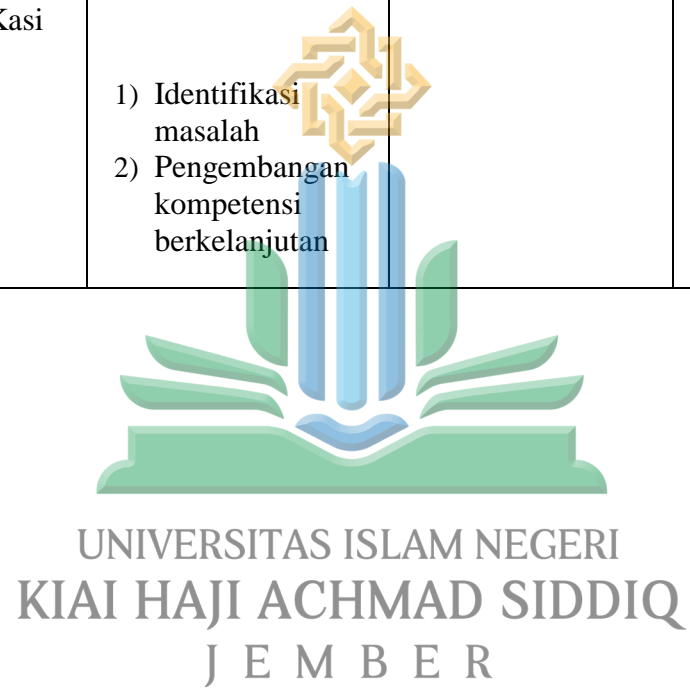 Kasi
1) Identifikasi
masalah
2) Pengembangan
kompetensi
berkelanjutan
UNIVERSITAS ISLAM NEGERI
KIAI HAJI ACHMAD SIDDIQ
J E M B E R